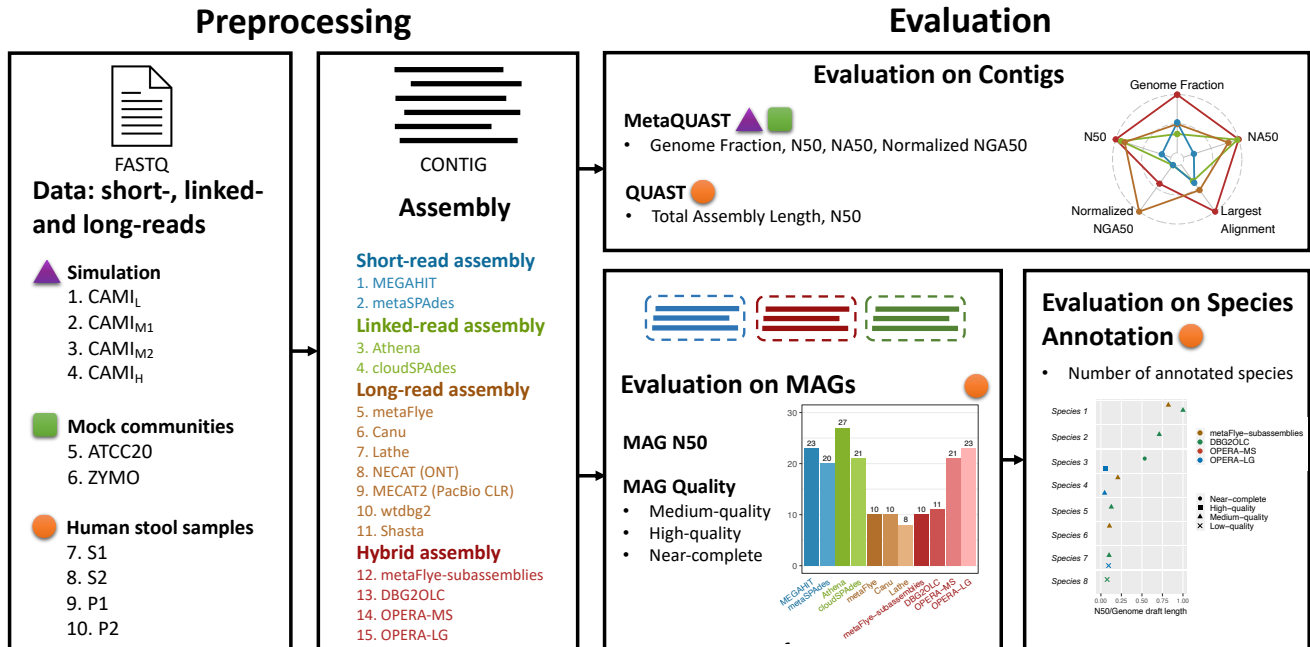 Preprocessing
Evaluation
FASTQ
Data: short-, linked-
and long-reads
Simulation
1. CAMI_L
2. CAMI_M1
3. CAMI_M2
4. CAMI_H
Mock communities
5. ATCC20
6. ZYMO
Human stool samples
7. S1
8. S2
9. P1
10. P2
CONTIG
Assembly
Short-read assembly
1. MEGAHIT
2. metaSPAdes
Linked-read assembly
3. Athena
4. cloudSPAdes
Long-read assembly
5. metaFlye
6. Canu
7. Lathe
8. NECAT (ONT)
9. MECAT2 (PacBio CLR)
10. wtdbg2
11. Shasta
Hybrid assembly
12. metaFlye-subassemblies
13. DBG2OLC
14. OPERA-MS
15. OPERA-LG
Evaluation on Contigs
MetaQUAST
• Genome Fraction, N50, NA50, Normalized NGA50
QUAST
• Total Assembly Length, N50
Genome Fraction
N50
NA50
Normalized
NGA50
Largest
Alignment
Evaluation on MAGs
MAG N50
MAG Quality
• Medium-quality
• High-quality
• Near-complete
30
20
10
0
23
20
27
21
10
10
8
10
11
21
23
MEGAHIT
metaSPAdes
Athena
cloudSPAdes
metaFlye
Canu
Lathe
metaFlye-subassemblies
DBG2OLC
OPERA-MS
OPERA-LG
Evaluation on Species
Annotation
• Number of annotated species
Species 1
Species 2
Species 3
Species 4
Species 5
Species 6
Species 7
Species 8
0.00 0.25 0.50 0.75 1.00
N50/Genome draft length
metaFlye-subassemblies
DBG2OLC
OPERA-MS
OPERA-LG
Near-complete
High-quality
Medium-quality
Low-quality